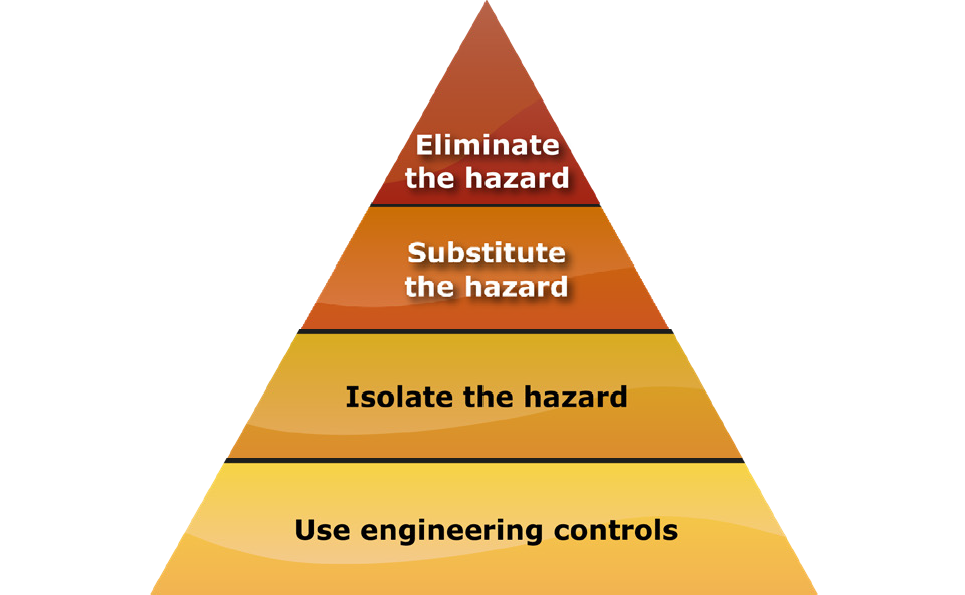 Eliminate
the hazard
Substitute
the hazard
Isolate the hazard
Use engineering controls